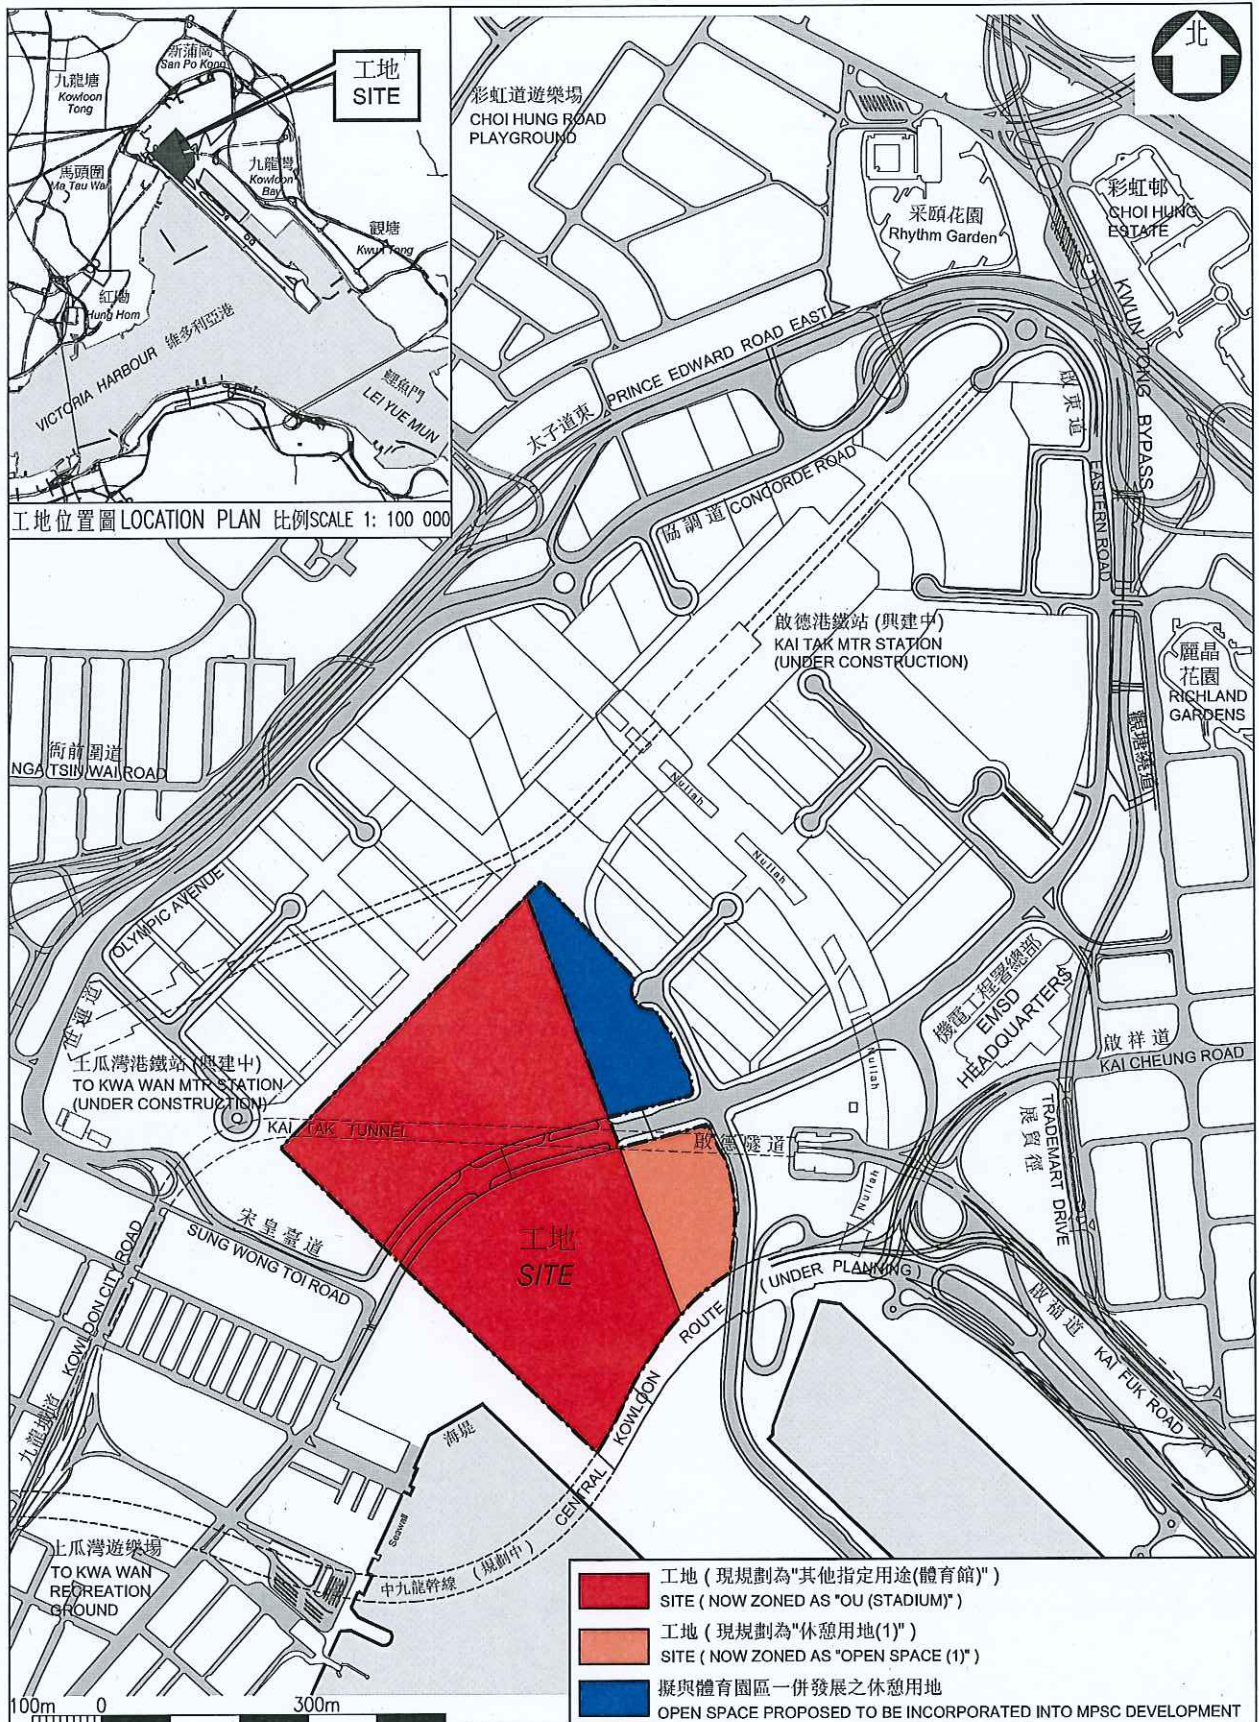 新蒲崗
San Po Kong
九龍塘
Kowloon
Tong
工地
SITE
馬頭圍
Ma Tau Wai
九龍灣
Kowloon
Bay
觀塘
Kwun Tong
紅磡
Hung Hom
VICTORIA HARBOUR 維多利亞港
鯉魚門
LEI YUE MUN
工地位置圖 LOCATION PLAN 比例SCALE 1: 100 000
北
彩虹道遊樂場
CHOI HUNG ROAD
PLAYGROUND
采頤花園
Rhythm Garden
彩虹邨
CHOI HUNG
ESTATE
KWUN TONG BYPASS
太子道東 PRINCE EDWARD ROAD EAST
啟東道
EASTERN ROAD
協調道 CONCORDE ROAD
啟德港鐵站 (興建中)
KAI TAK MTR STATION
(UNDER CONSTRUCTION)
麗晶
花園
RICHLAND
GARDENS
觀塘繞道
衙前圍道
NGA TSIN WAI ROAD
Nullah
Nullah
OLYMPIC AVENUE
機電工程署總部
EMSD
HEADQUARTERS
啟祥道
KAI CHEUNG ROAD
土瓜灣港鐵站 (興建中)
TO KWA WAN MTR STATION
(UNDER CONSTRUCTION)
Nullah
KAI TAK TUNNEL
啟德隧道
TRADEMART DRIVE
展貿徑
Nullah
宋皇臺道
SUNG WONG TOI ROAD
工地
SITE
KOWLOON CITY ROAD
九龍城道
CENTRAL KOWLOON ROUTE (UNDER PLANNING)
啟福道
KAI FUK ROAD
海堤
Seawall
中九龍幹線 (規劃中)
土瓜灣遊樂場
TO KWA WAN
RECREATION
GROUND
工地 ( 現規劃為"其他指定用途(體育館)" )
SITE ( NOW ZONED AS "OU (STADIUM)" )
工地 ( 現規劃為"休憩用地(1)" )
SITE ( NOW ZONED AS "OPEN SPACE (1)" )
擬與體育園區一併發展之休憩用地
OPEN SPACE PROPOSED TO BE INCORPORATED INTO MPSC DEVELOPMENT
100m 0 300m